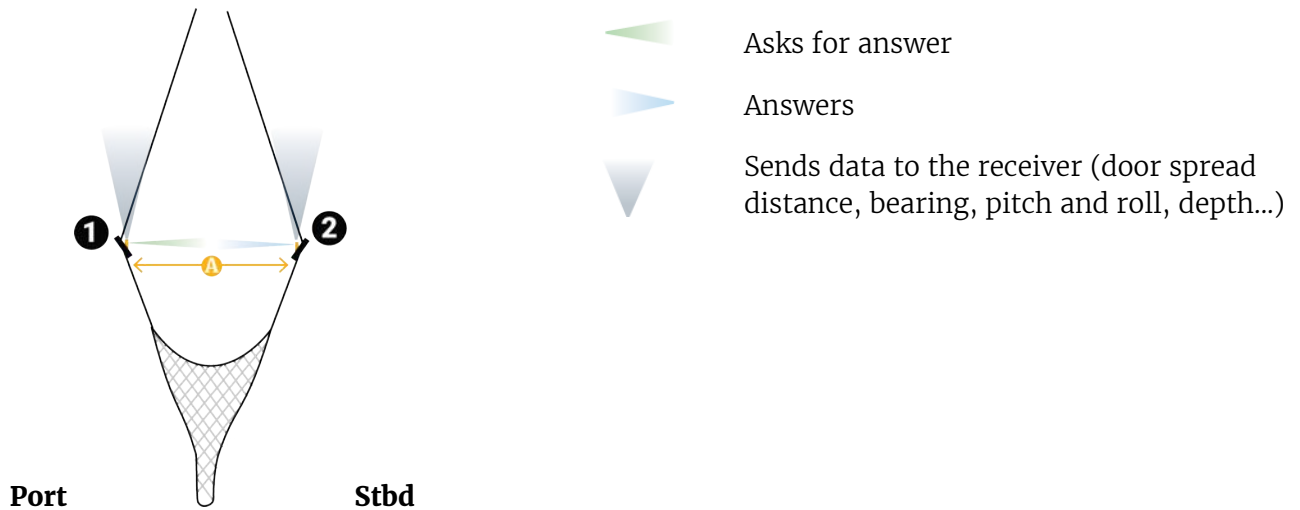 Asks for answer
Answers
Sends data to the receiver (door spread
distance, bearing, pitch and roll, depth...)
1
2
A
Port
Stbd